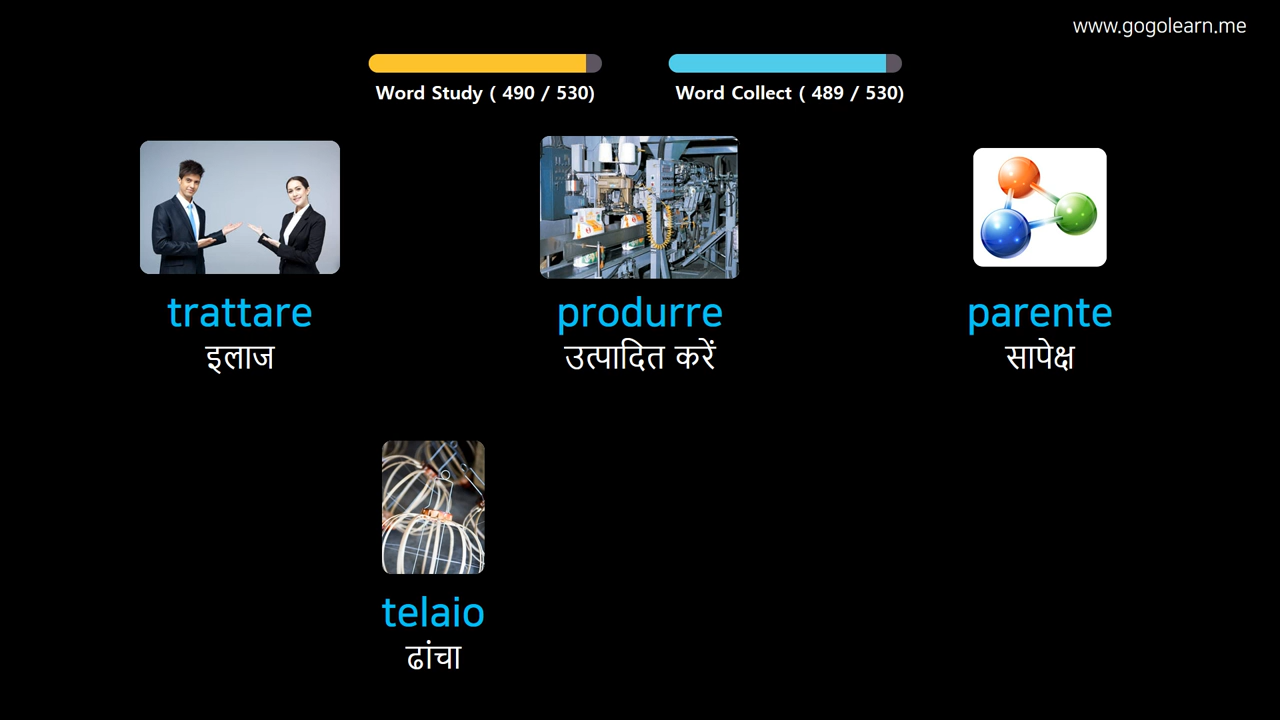 www.gogolearn.me
Word Study ( 490 / 530)
Word Collect ( 489 / 530)
trattare
इलाज
produrre
उत्पादित करें
parente
सापेक्ष
telaio
ढांचा